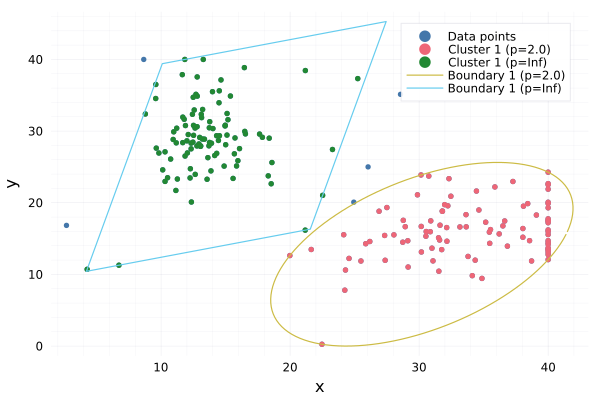 Data points
Cluster 1 (p=2.0)
Cluster 1 (p=Inf)
Boundary 1 (p=2.0)
Boundary 1 (p=Inf)
40
30
20
10
0
y
10 20 30 40
x